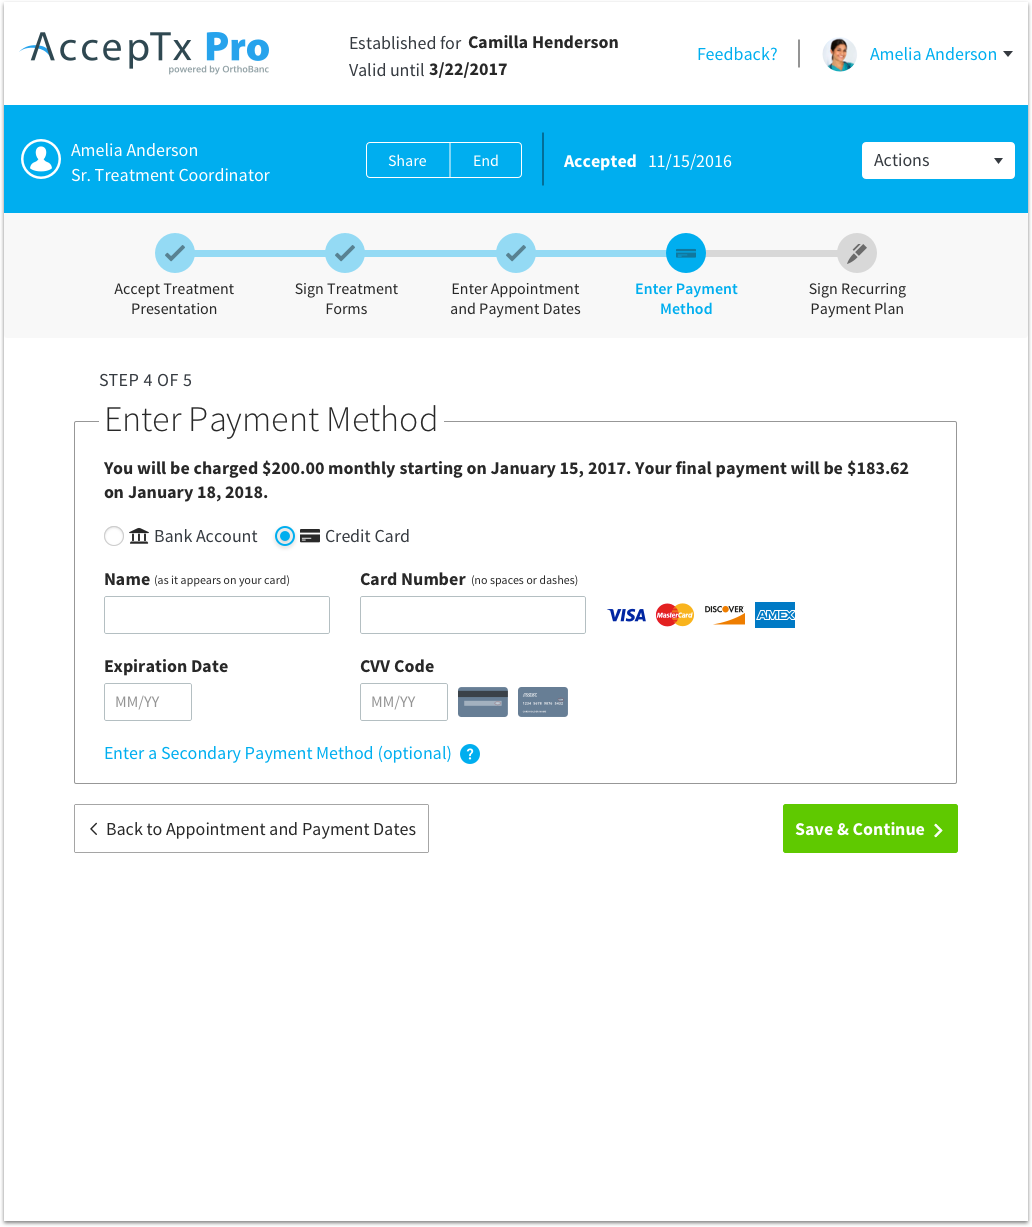 AccepTx Pro
powered by OrthoBanc
Established for Camilla Henderson
Valid until 3/22/2017
Feedback?
Amelia Anderson
Amelia Anderson
Sr. Treatment Coordinator
Share
End
Accepted 11/15/2016
Actions
Accept Treatment
Presentation
Sign Treatment
Forms
Enter Appointment
and Payment Dates
Enter Payment
Method
Sign Recurring
Payment Plan
STEP 4 OF 5
Enter Payment Method
You will be charged $200.00 monthly starting on January 15, 2017. Your final payment will be $183.62
on January 18, 2018.
Bank Account
Credit Card
Name (as it appears on your card)
Card Number (no spaces or dashes)
VISA
MasterCard
DISCOVER
AMEX
Expiration Date
CVV Code
MM/YY
MM/YY
Enter a Secondary Payment Method (optional) ?
Back to Appointment and Payment Dates
Save & Continue